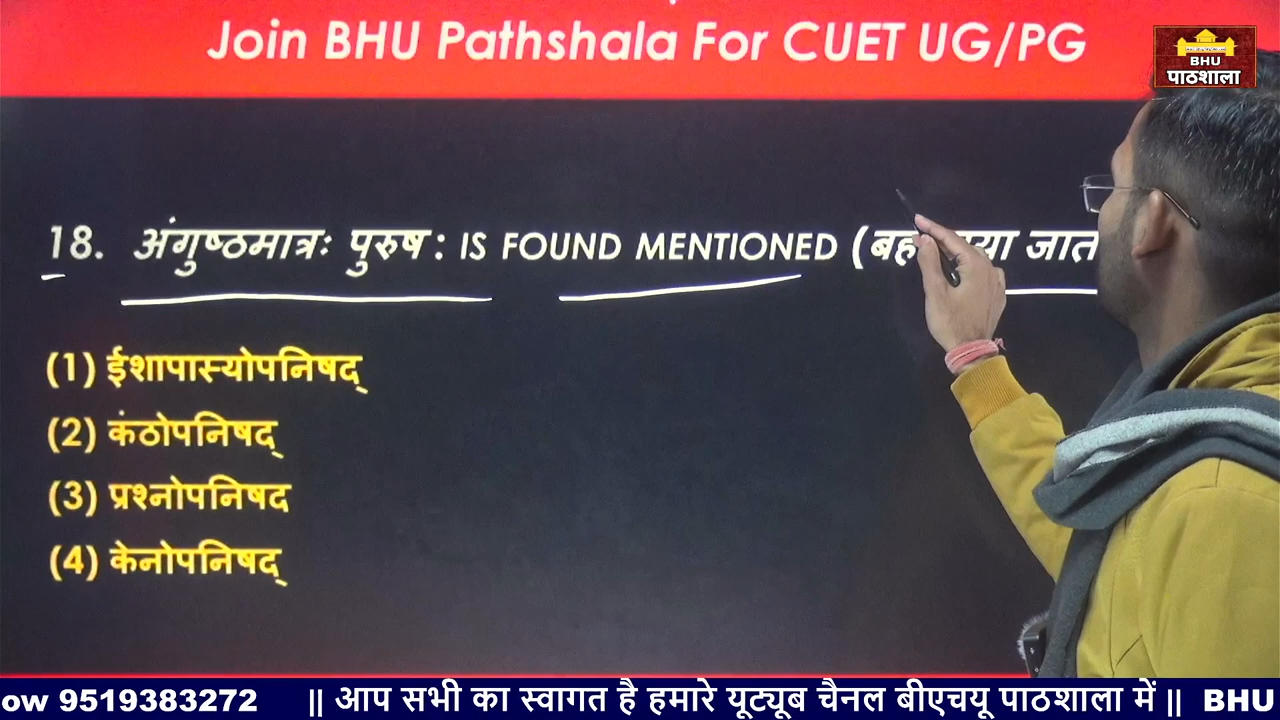 Join BHU Pathshala For CUET UG/PG
BHU
पाठशाला
18. अंगुष्ठमात्रः पुरुष : IS FOUND MENTIONED ( जात
(1) ईशापास्योपनिषद्
(2) कंठोपनिषद्
(3) प्रश्नोपनिषद
(4) केनोपनिषद्
ow 9519383272 || आप सभी का स्वागत है हमारे यूट्यूब चैनल बीएचयू पाठशाला में || BHU